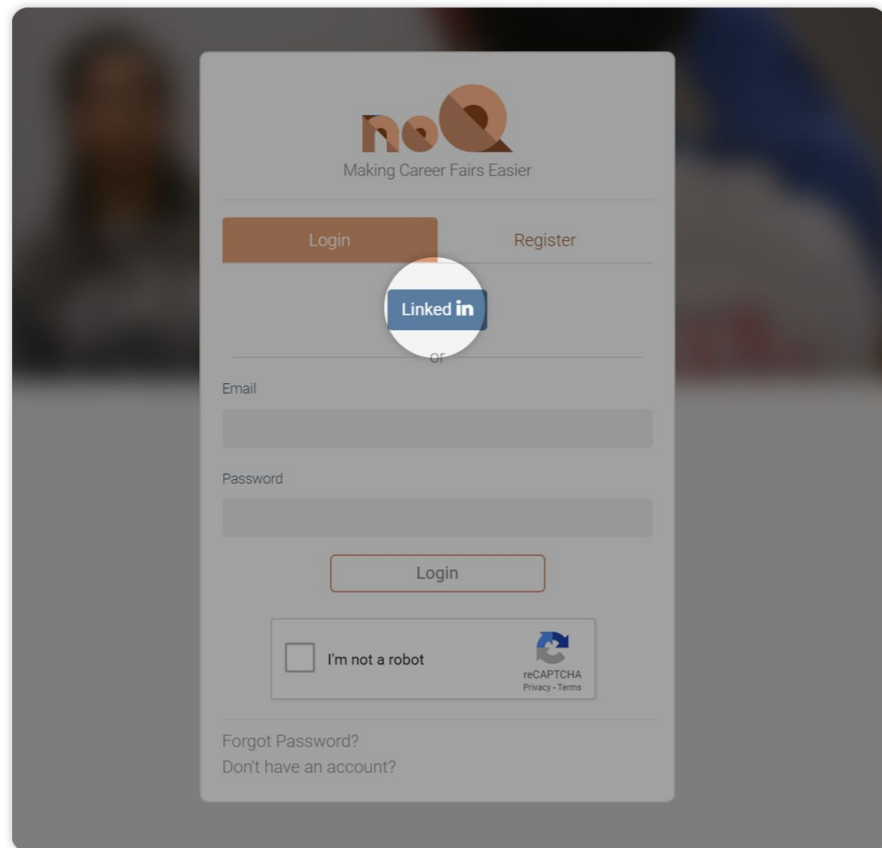 noQ
Making Career Fairs Easier
Login Register
Linked in
or
Email
Password
Login
I'm not a robot
reCAPTCHA
Privacy - Terms
Forgot Password?
Don't have an account?